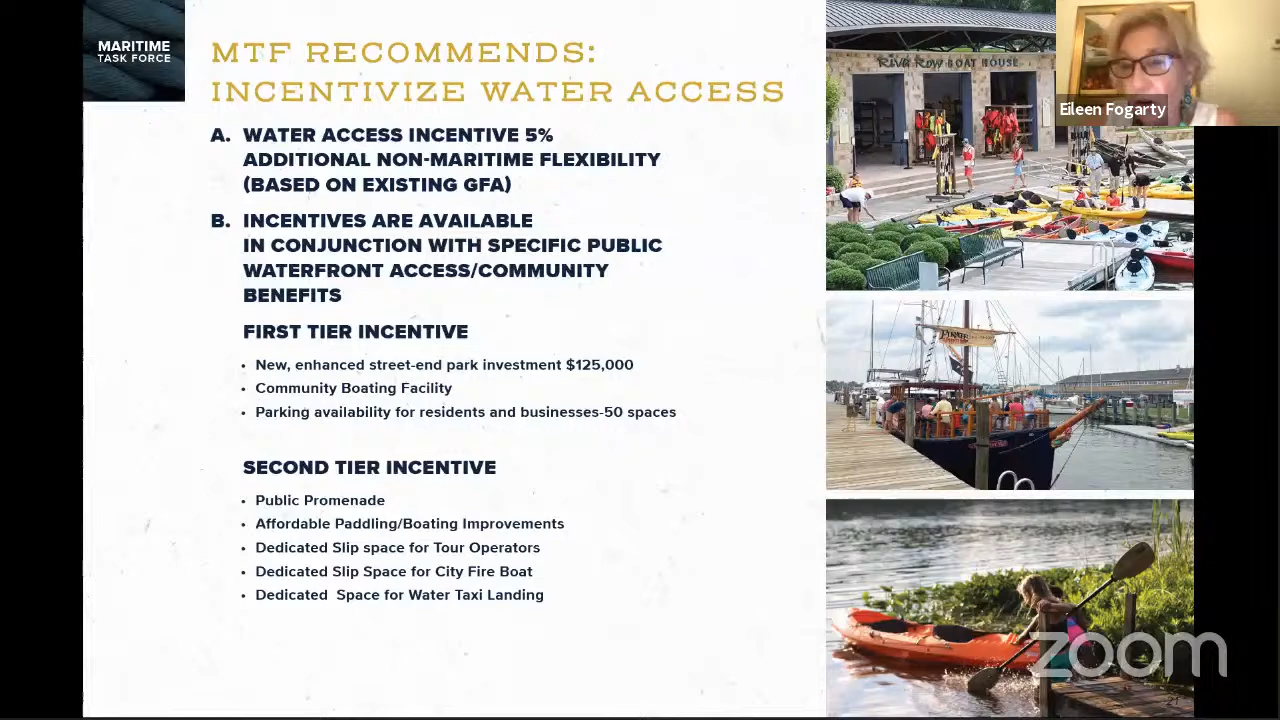 MARITIME
TASK FORCE
MTF RECOMMENDS:
INCENTIVIZE WATER ACCESS
A. WATER ACCESS INCENTIVE 5%
ADDITIONAL NON-MARITIME FLEXIBILITY
(BASED ON EXISTING GFA)
B. INCENTIVES ARE AVAILABLE
IN CONJUNCTION WITH SPECIFIC PUBLIC
WATERFRONT ACCESS/COMMUNITY
BENEFITS
FIRST TIER INCENTIVE
• New, enhanced street-end park investment $125,000
• Community Boating Facility
• Parking availability for residents and businesses-50 spaces
SECOND TIER INCENTIVE
• Public Promenade
• Affordable Paddling/Boating Improvements
• Dedicated Slip space for Tour Operators
• Dedicated Slip Space for City Fire Boat
• Dedicated  Space for Water Taxi Landing
Riva Row BOAT HOUSE
Eileen Fogarty
zoom